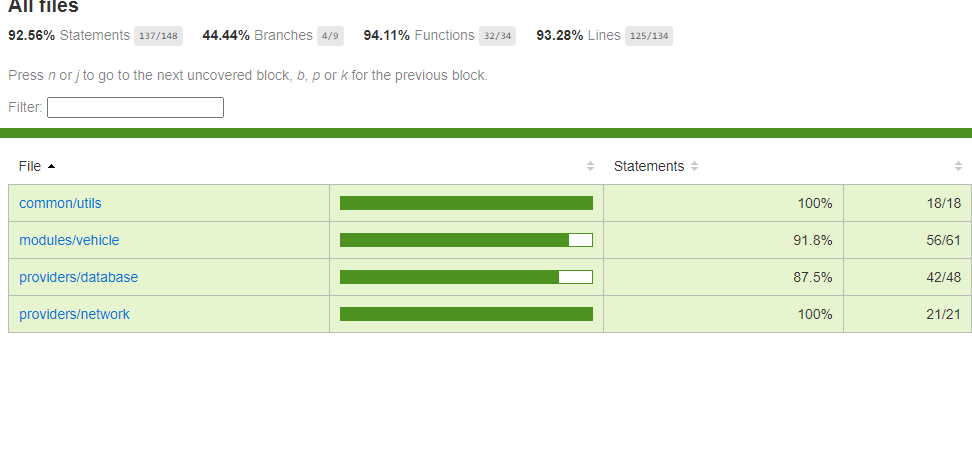 All files
92.56% Statements 137/148 44.44% Branches 4/9 94.11% Functions 32/34 93.28% Lines 125/134
Press n or j to go to the next uncovered block, b, p or k for the previous block.
Filter:
File Statements
common/utils 100% 18/18
modules/vehicle 91.8% 56/61
providers/database 87.5% 42/48
providers/network 100% 21/21